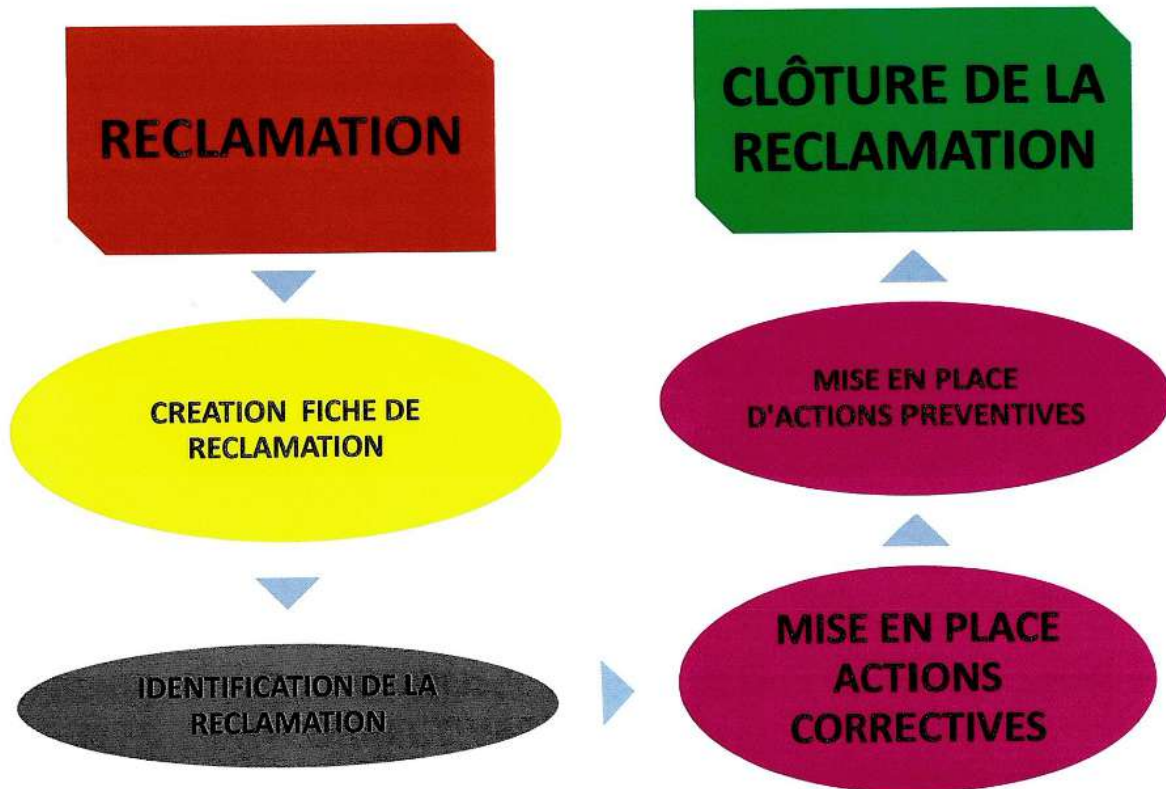 RECLAMATION
CREATION FICHE DE
RECLAMATION
IDENTIFICATION DE LA
RECLAMATION
MISE EN PLACE
ACTIONS
CORRECTIVES
MISE EN PLACE
D'ACTIONS PREVENTIVES
CLÔTURE DE LA
RECLAMATION